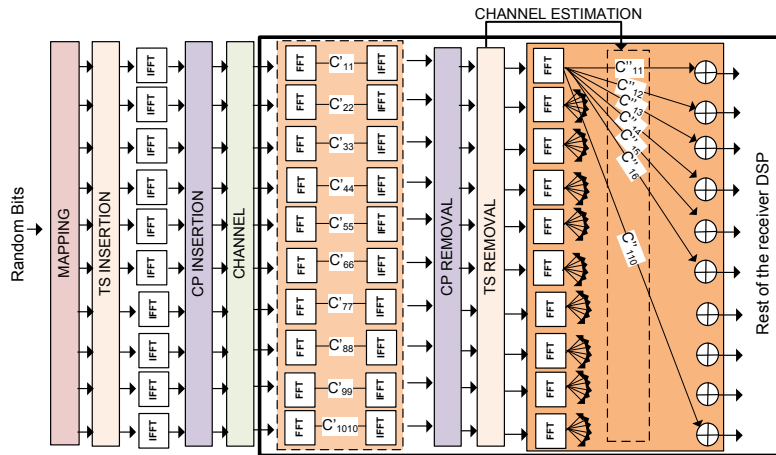 CHANNEL ESTIMATION
Random Bits
MAPPING
TS INSERTION
IFFT
IFFT
IFFT
IFFT
IFFT
IFFT
IFFT
IFFT
IFFT
IFFT
CP INSERTION
CHANNEL
FFT C'11 IFFT
FFT C'22 IFFT
FFT C'33 IFFT
FFT C'44 IFFT
FFT C'55 IFFT
FFT C'66 IFFT
FFT C'77 IFFT
FFT C'88 IFFT
FFT C'99 IFFT
FFT C'1010 IFFT
CP REMOVAL
TS REMOVAL
FFT
FFT
FFT
FFT
FFT
FFT
FFT
FFT
FFT
FFT
C''11
C''12
C''13
C''14
C''15
C''16
C''110
Rest of the receiver DSP